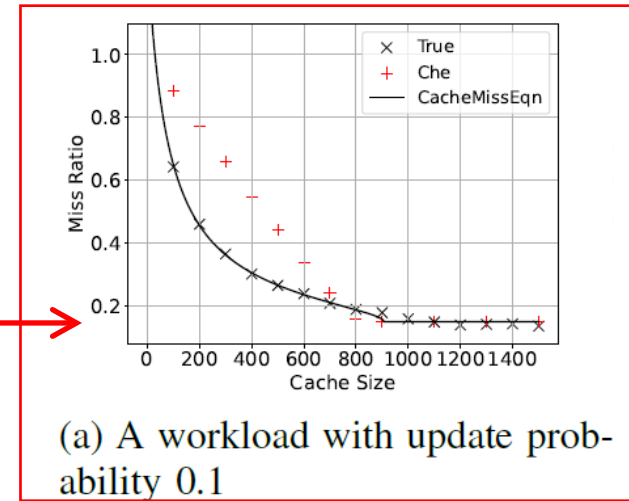 True
Che
CacheMissEqn
Miss Ratio
1.0
0.8
0.6
0.4
0.2
0 200 400 600 800 1000 1200 1400
Cache Size
(a) A workload with update prob-
ability 0.1